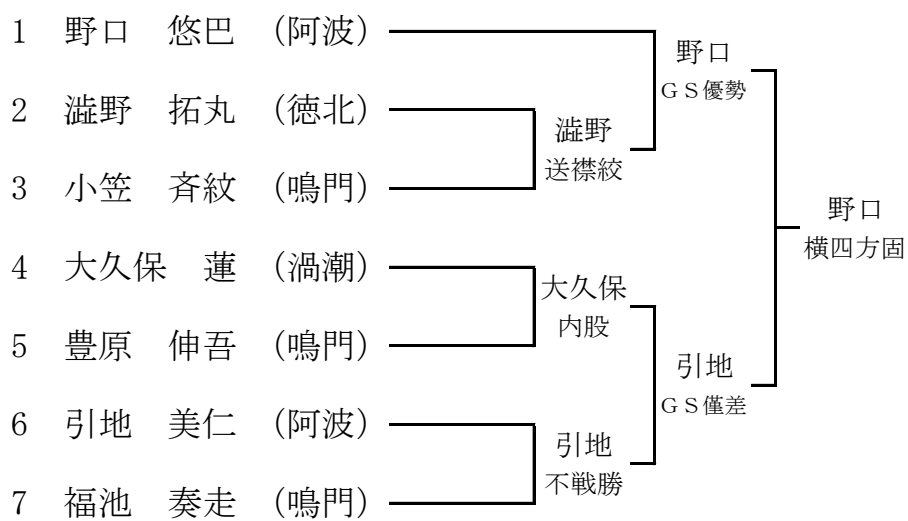 1 野口 悠巴 (阿波)
2 澁野 拓丸 (徳北)
3 小笠 斉紋 (鳴門)
4 大久保 蓮 (渦潮)
5 豊原 伸吾 (鳴門)
6 引地 美仁 (阿波)
7 福池 奏走 (鳴門)
澁野
送襟絞
大久保
内股
引地
不戦勝
野口
GS優勢
引地
GS僅差
野口
横四方固